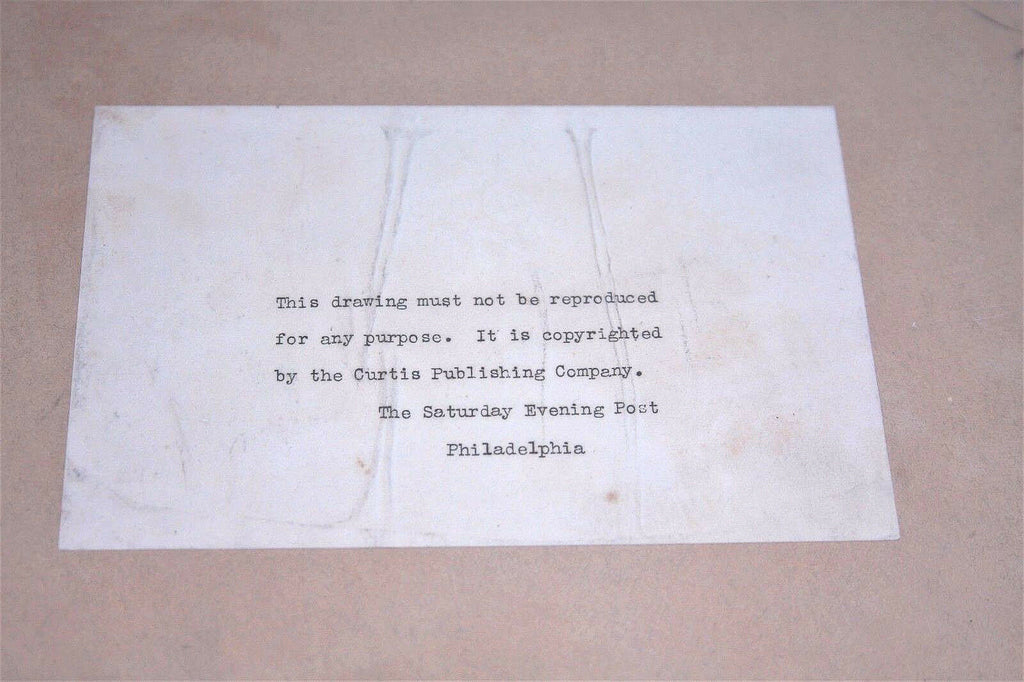 This drawing must not be reproduced
for any purpose.  It is copyrighted
by the Curtis Publishing Company.
The Saturday Evening Post
Philadelphia